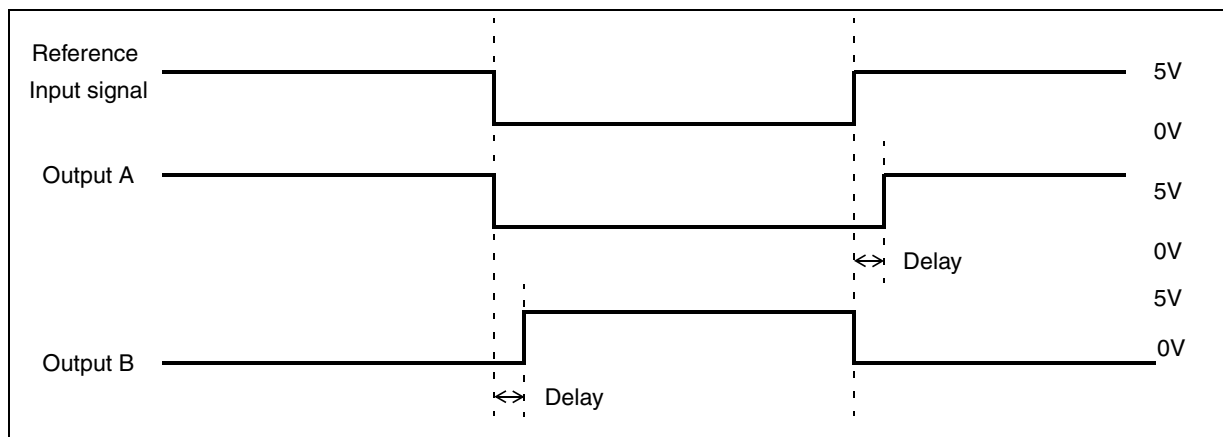 Reference
Input signal
5V
0V
Output A
5V
0V
Delay
5V
0V
Output B
Delay